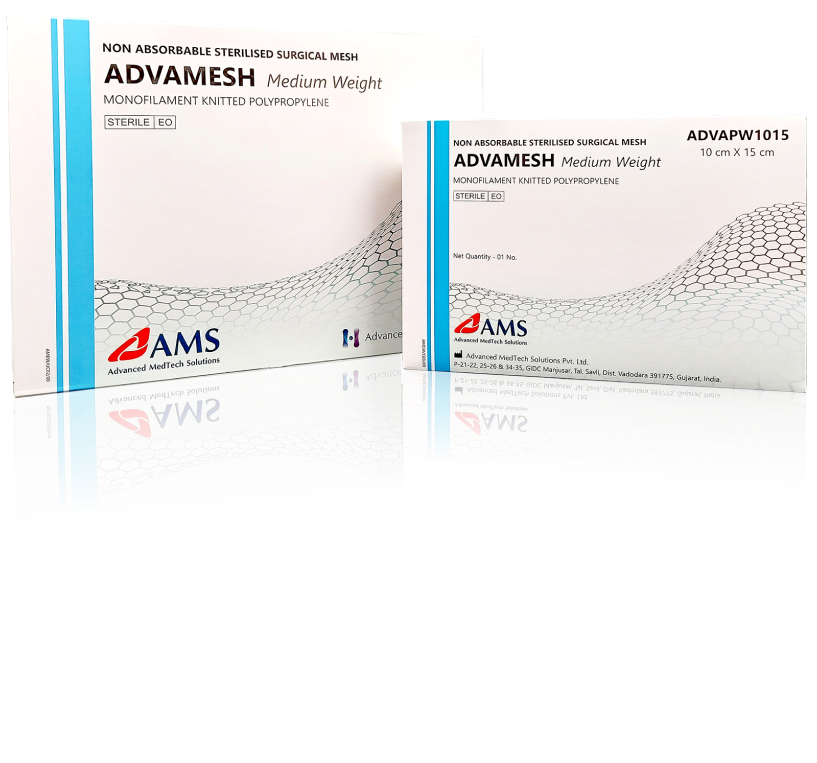 NON ABSORBABLE STERILISED SURGICAL MESH
ADVAMESH Medium Weight
MONOFILAMENT KNITTED POLYPROPYLENE
STERILE EO
AMS
Advanced MedTech Solutions
Advance
NON ABSORBABLE STERILISED SURGICAL MESH
ADVAMESH Medium Weight
MONOFILAMENT KNITTED POLYPROPYLENE
STERILE EO
ADVAPW1015
10 cm X 15 cm
Net Quantity - 01 No.
AMS
Advanced MedTech Solutions
Advanced MedTech Solutions Pvt. Ltd.
P-21-22, 25-26 & 34-35, GIDC Manjusar, Tal. Savli, Dist. Vadodara 391775, Gujarat, India.